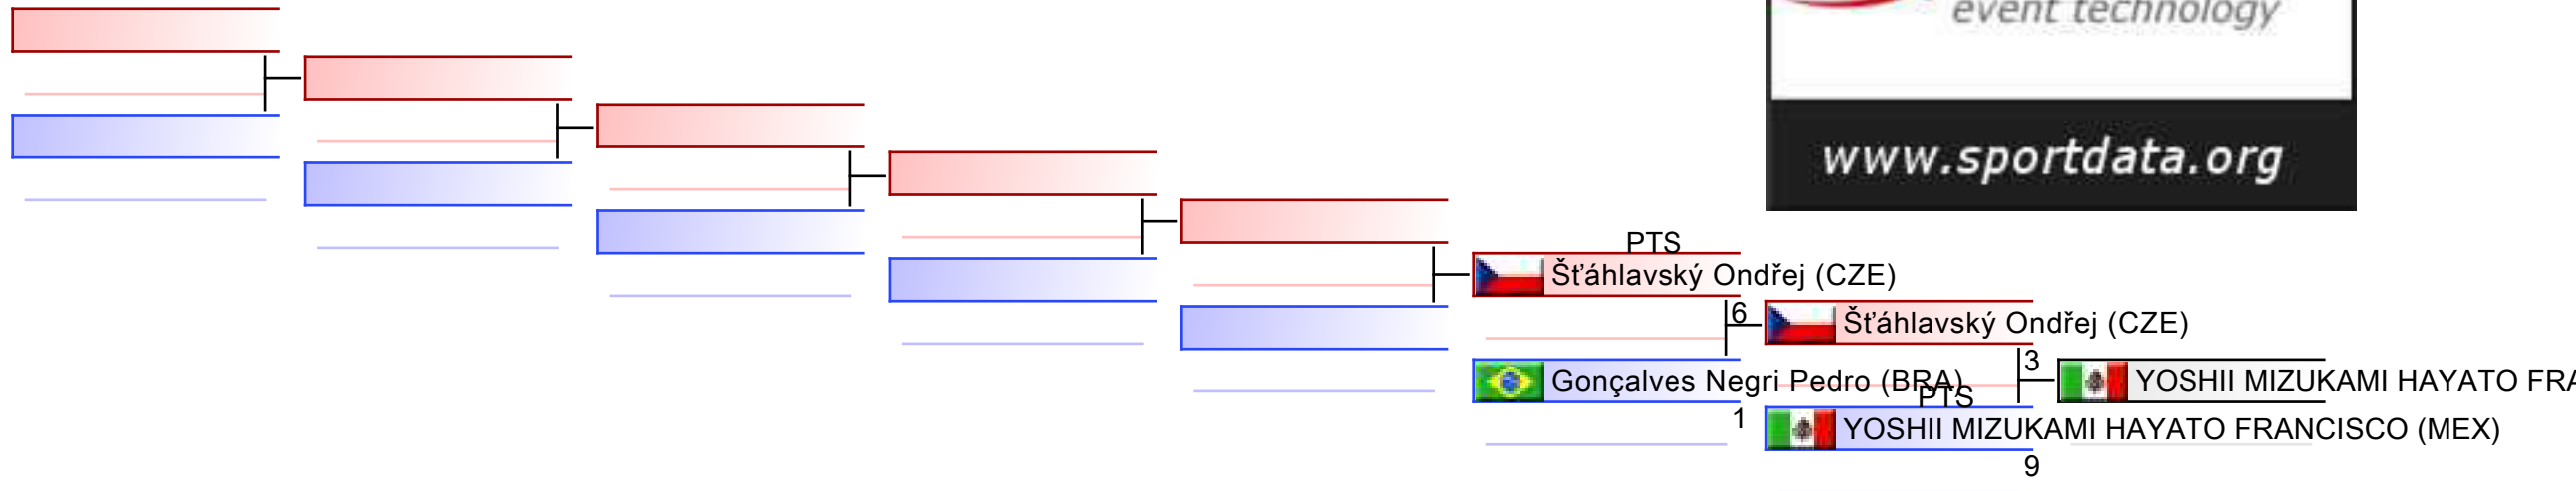 event technology
www.sportdata.org
PTS
Šťáhlavský Ondřej (CZE)
6
Šťáhlavský Ondřej (CZE)
3
Gonçalves Negri Pedro (BRA)
YOSHII MIZUKAMI HAYATO FRA
PTS
1
YOSHII MIZUKAMI HAYATO FRANCISCO (MEX)
9